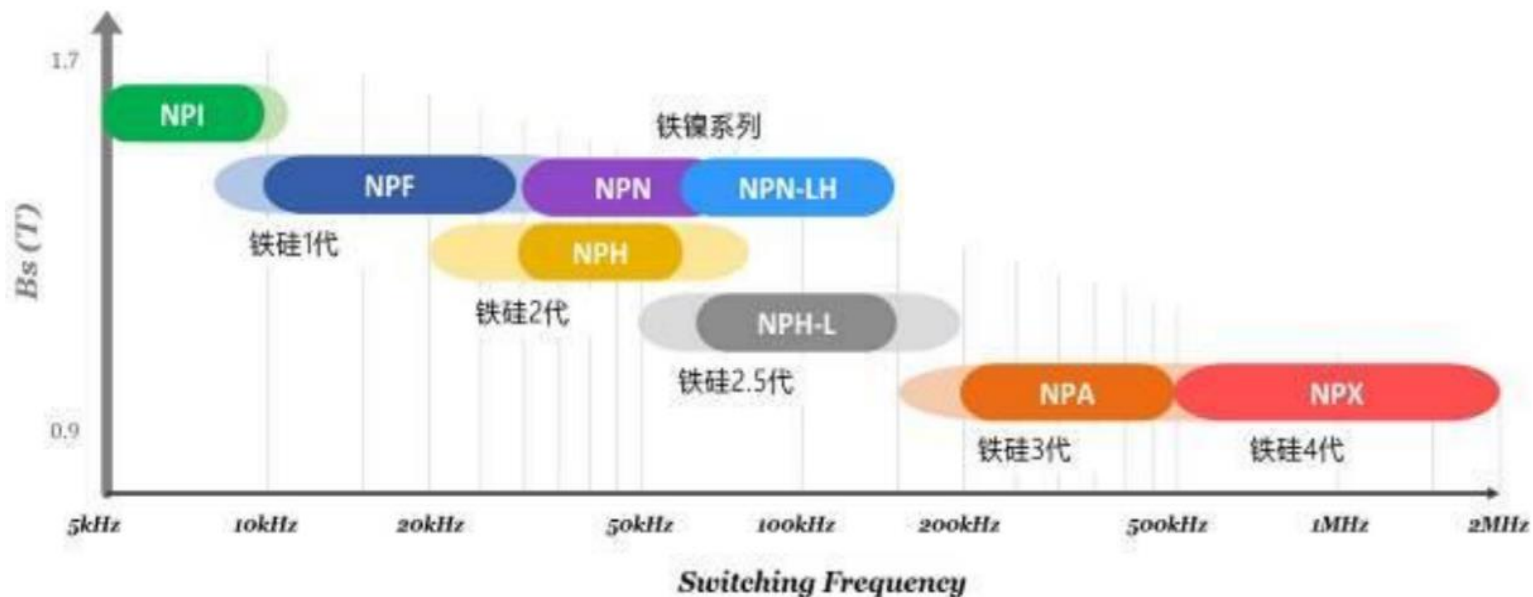 1.7
NPI
铁镍系列
NPF
NPN
NPN-LH
Bs (T)
铁硅1代
NPH
铁硅2代
NPH-L
铁硅2.5代
NPA
NPX
0.9
铁硅3代
铁硅4代
5kHz
10kHz
20kHz
50kHz
100kHz
200kHz
500kHz
1MHz
2MHz
Switching Frequency